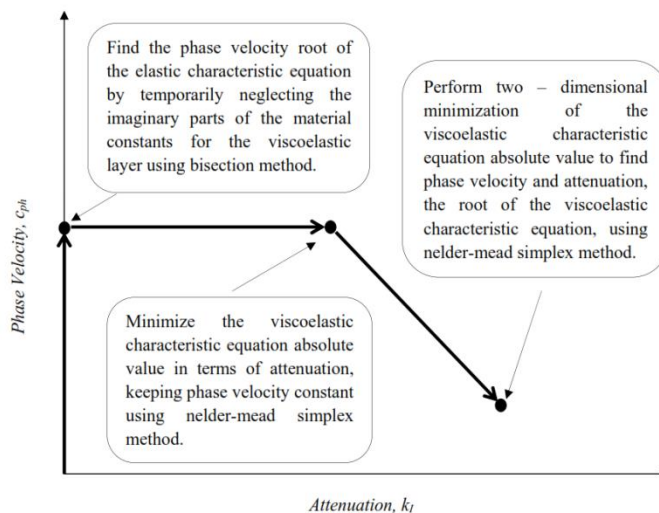 Find the phase velocity root of
the elastic characteristic equation
by temporarily neglecting the
imaginary parts of the material
constants for the viscoelastic
layer using bisection method.
Perform two – dimensional
minimization of the
viscoelastic characteristic
equation absolute value to find
phase velocity and attenuation,
the root of the viscoelastic
characteristic equation, using
nelder-mead simplex method.
Minimize the viscoelastic
characteristic equation absolute
value in terms of attenuation,
keeping phase velocity constant
using nelder-mead simplex
method.
Phase Velocity, c_ph
Attenuation, k_I